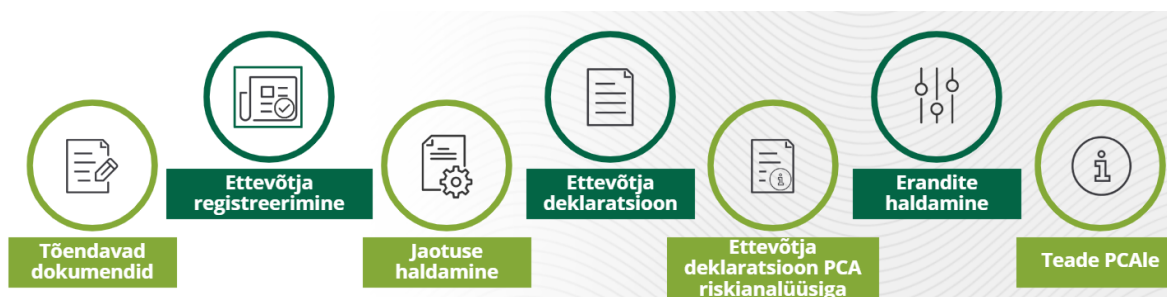 Tõendavad
dokumendid
Ettevõtja
registreerimine
Jaotuse
haldamine
Ettevõtja
deklaratsioon
Ettevõtja
deklaratsioon PCA
riskianalüüsiga
Erandite
haldamine
Teade PCAle